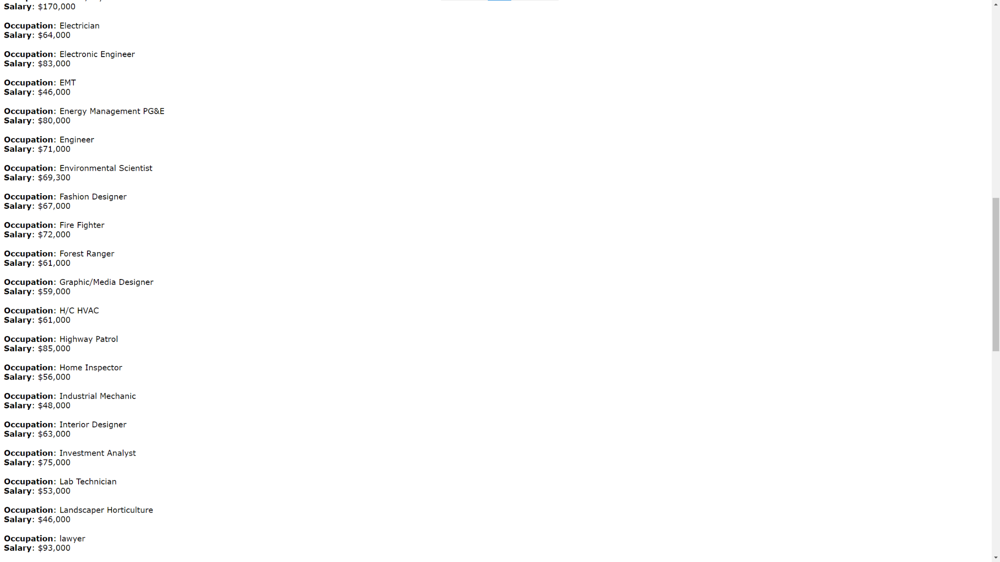 Salary: $170,000
Occupation: Electrician
Salary: $64,000
Occupation: Electronic Engineer
Salary: $83,000
Occupation: EMT
Salary: $46,000
Occupation: Energy Management PG&E
Salary: $80,000
Occupation: Engineer
Salary: $71,000
Occupation: Environmental Scientist
Salary: $69,300
Occupation: Fashion Designer
Salary: $67,000
Occupation: Fire Fighter
Salary: $72,000
Occupation: Forest Ranger
Salary: $61,000
Occupation: Graphic/Media Designer
Salary: $59,000
Occupation: H/C HVAC
Salary: $61,000
Occupation: Highway Patrol
Salary: $85,000
Occupation: Home Inspector
Salary: $56,000
Occupation: Industrial Mechanic
Salary: $48,000
Occupation: Interior Designer
Salary: $63,000
Occupation: Investment Analyst
Salary: $75,000
Occupation: Lab Technician
Salary: $53,000
Occupation: Landscaper Horticulture
Salary: $46,000
Occupation: lawyer
Salary: $93,000